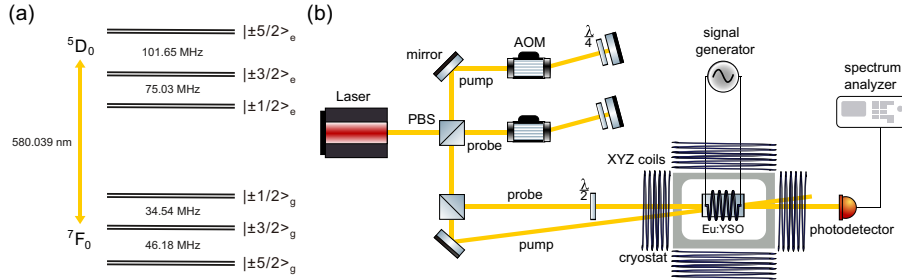 (a)
|±5/2>e
⁵D₀
101.65 MHz
|±3/2>e
75.03 MHz
|±1/2>e
580.039 nm
|±1/2>g
34.54 MHz
⁷F₀
|±3/2>g
46.18 MHz
|±5/2>g
(b)
mirror
AOM
λ/4
pump
signal
generator
Laser
PBS
probe
spectrum
analyzer
XYZ coils
probe
λ/2
pump
Eu:YSO
cryostat
photodetector